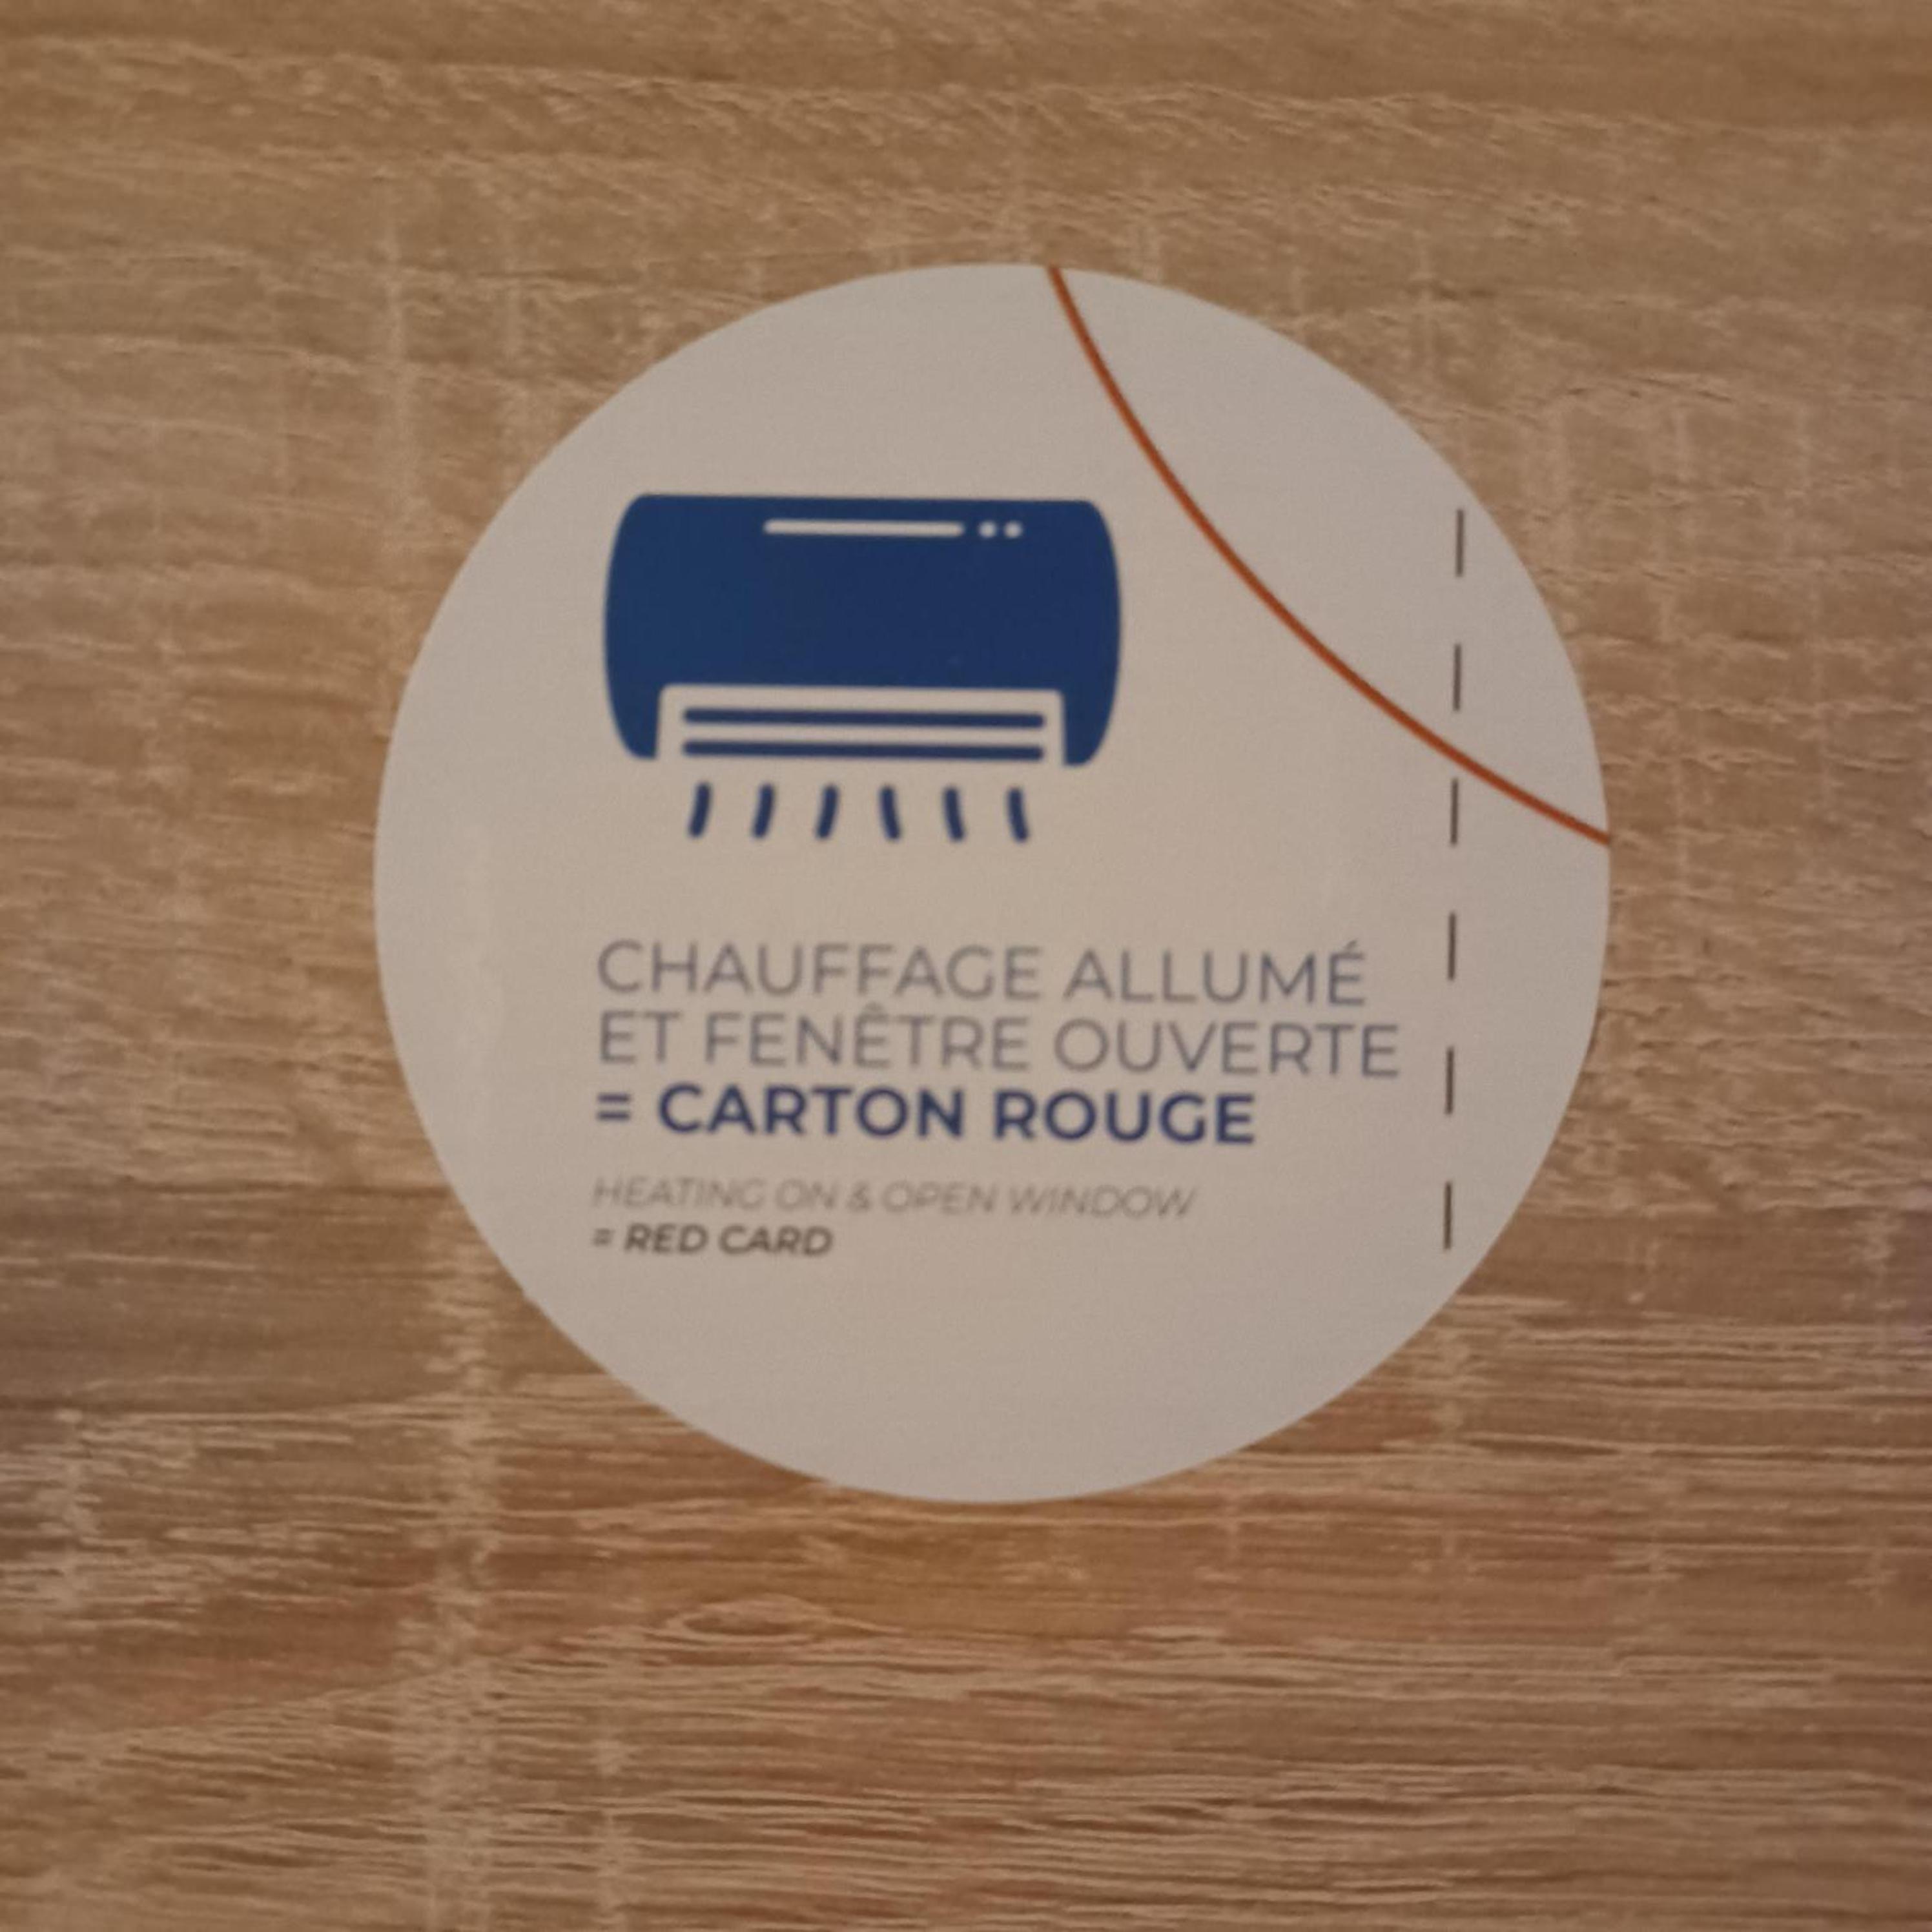 CHAUFFAGE ALLUMÉ
ET FENÊTRE OUVERTE
= CARTON ROUGE
HEATING ON & OPEN WINDOW
= RED CARD